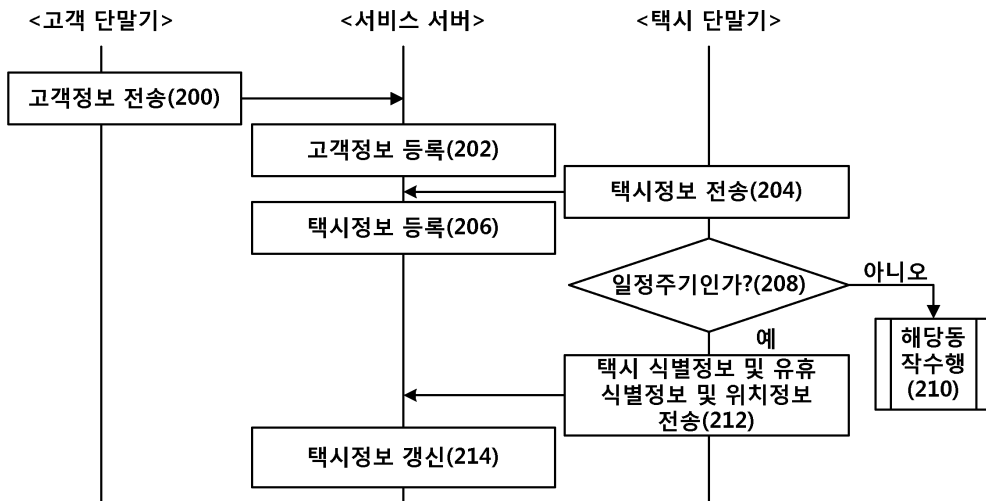 <고객 단말기>
<서비스 서버>
<택시 단말기>
고객정보 전송(200)
고객정보 등록(202)
택시정보 전송(204)
택시정보 등록(206)
일정주기인가?(208)
아니오
해당동
작수행
(210)
예
택시 식별정보 및 유휴
식별정보 및 위치정보
전송(212)
택시정보 갱신(214)